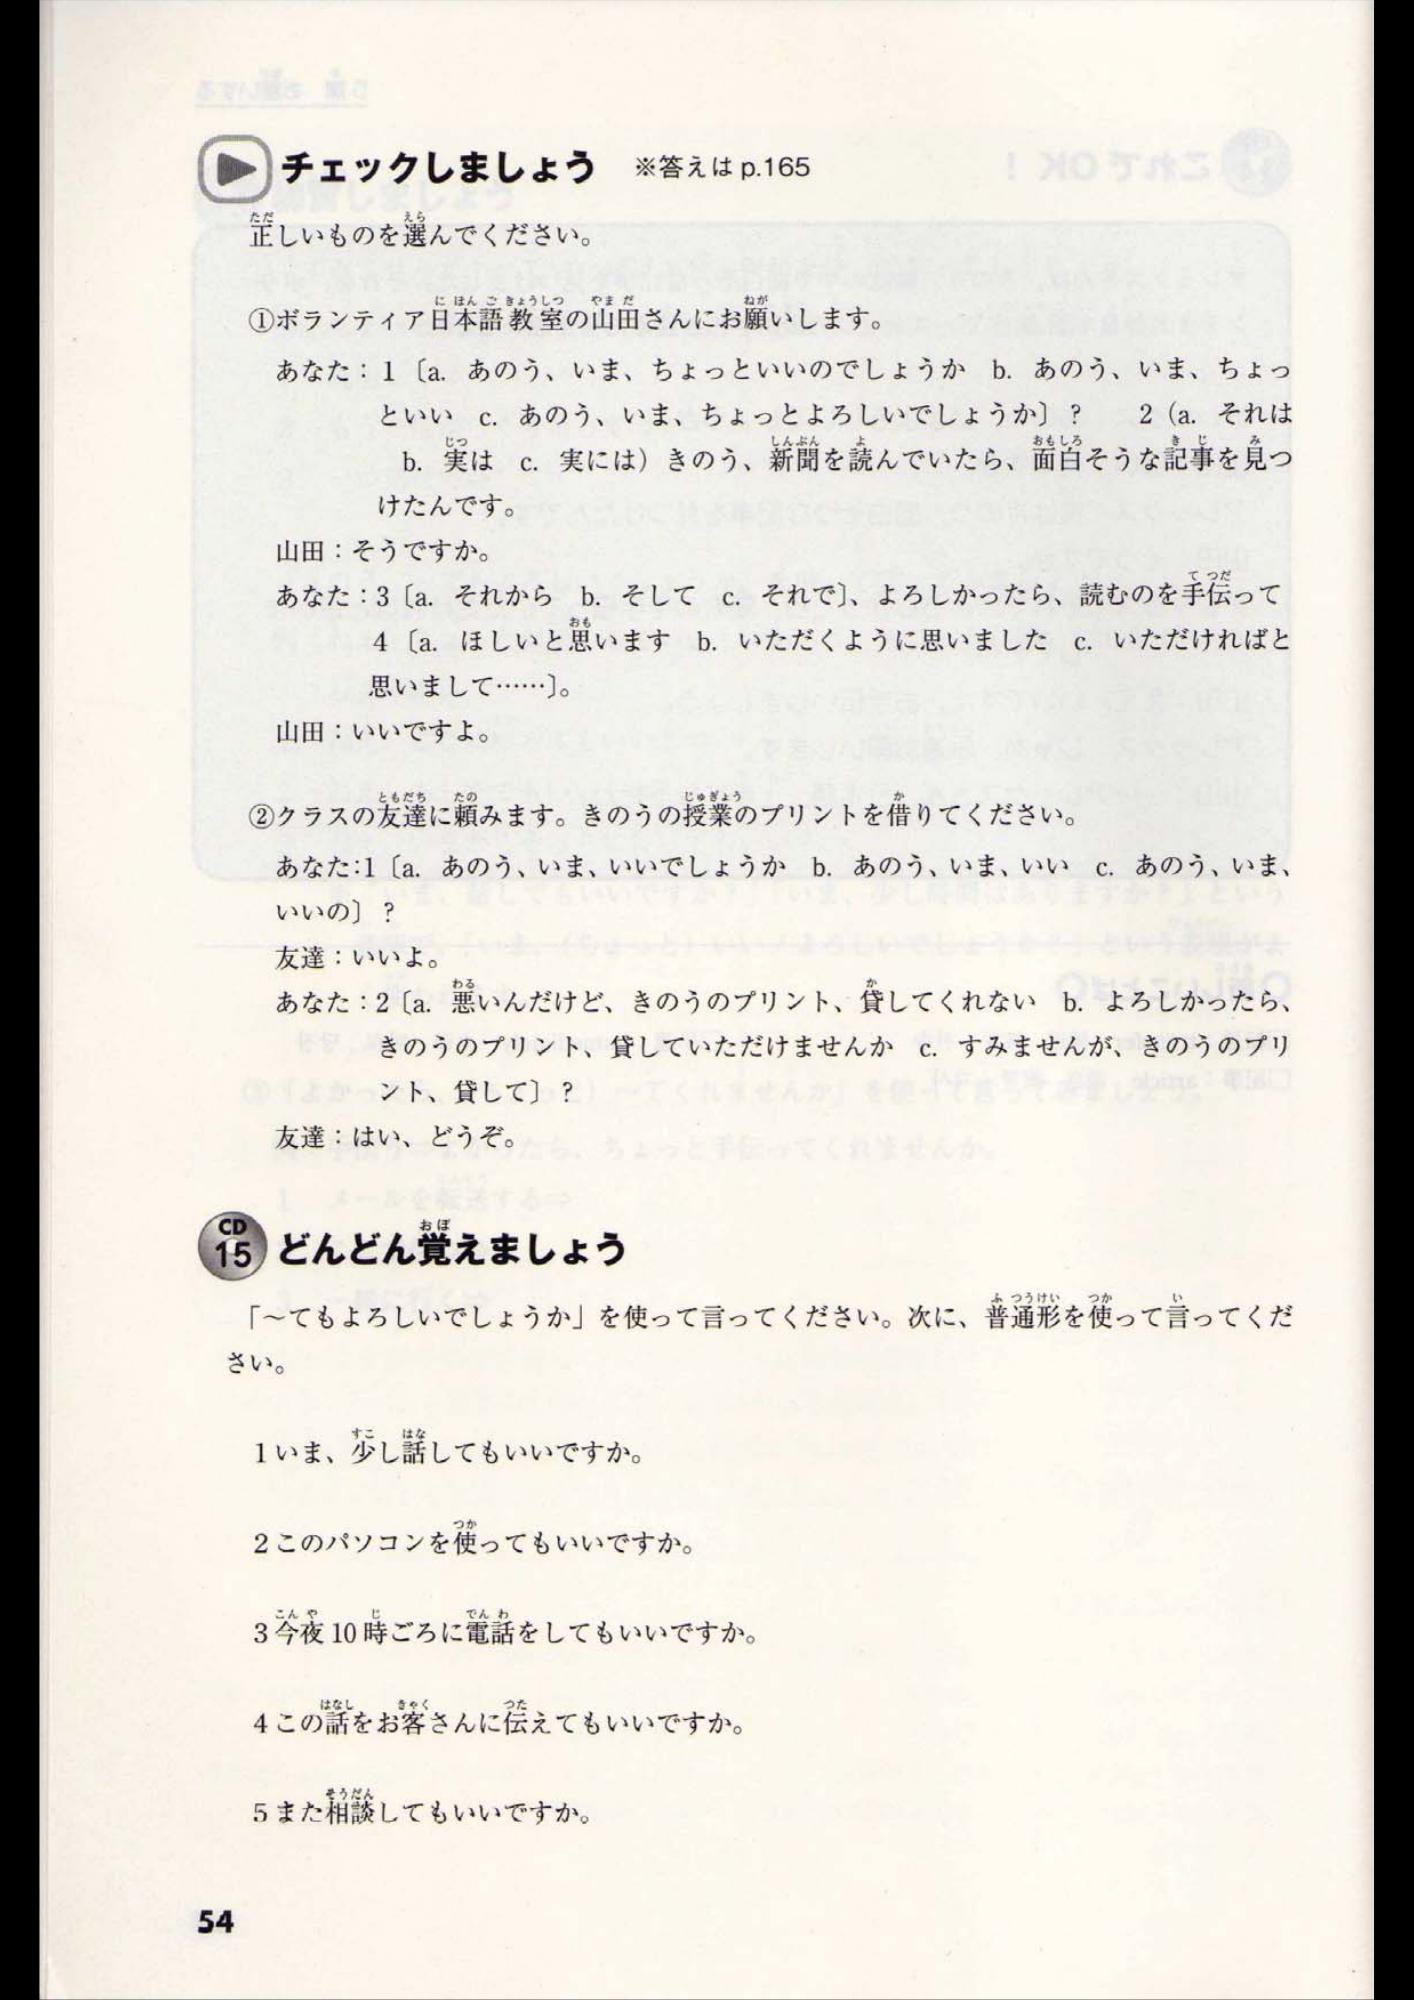 チェックしましょう ※答えは p.165
正しいものを選んでください。
①ボランティア日本語教室の山田さんにお願いします。
あなた：1〔a. あのう、いま、ちょっといいのでしょうか b. あのう、いま、ちょっ
といい c. あのう、いま、ちょっとよろしいでしょうか〕? 2（a. それは
b. 実は c. 実には）きのう、新聞を読んでいたら、面白そうな記事を見つ
けたんです。
山田：そうですか。
あなた：3〔a. それから b. そして c. それで〕、よろしかったら、読むのを手伝って
4〔a. ほしいと思います b. いただくように思いました c. いただければと
思いまして……〕。
山田：いいですよ。
②クラスの友達に頼みます。きのうの授業のプリントを借りてください。
あなた：1〔a. あのう、いま、いいでしょうか b. あのう、いま、いい c. あのう、いま、
いいの〕?
友達：いいよ。
あなた：2〔a. 悪いんだけど、きのうのプリント、貸してくれない b. よろしかったら、
きのうのプリント、貸していただけませんか c. すみませんが、きのうのプリ
ント、貸して〕?
友達：はい、どうぞ。
CD 15 どんどん覚えましょう
「～てもよろしいでしょうか」を使って言ってください。次に、普通形を使って言ってくだ
さい。
1 いま、少し話してもいいですか。
2 このパソコンを使ってもいいですか。
3 今夜10時ごろに電話をしてもいいですか。
4 この話をお客さんに伝えてもいいですか。
5 また相談してもいいですか。
54